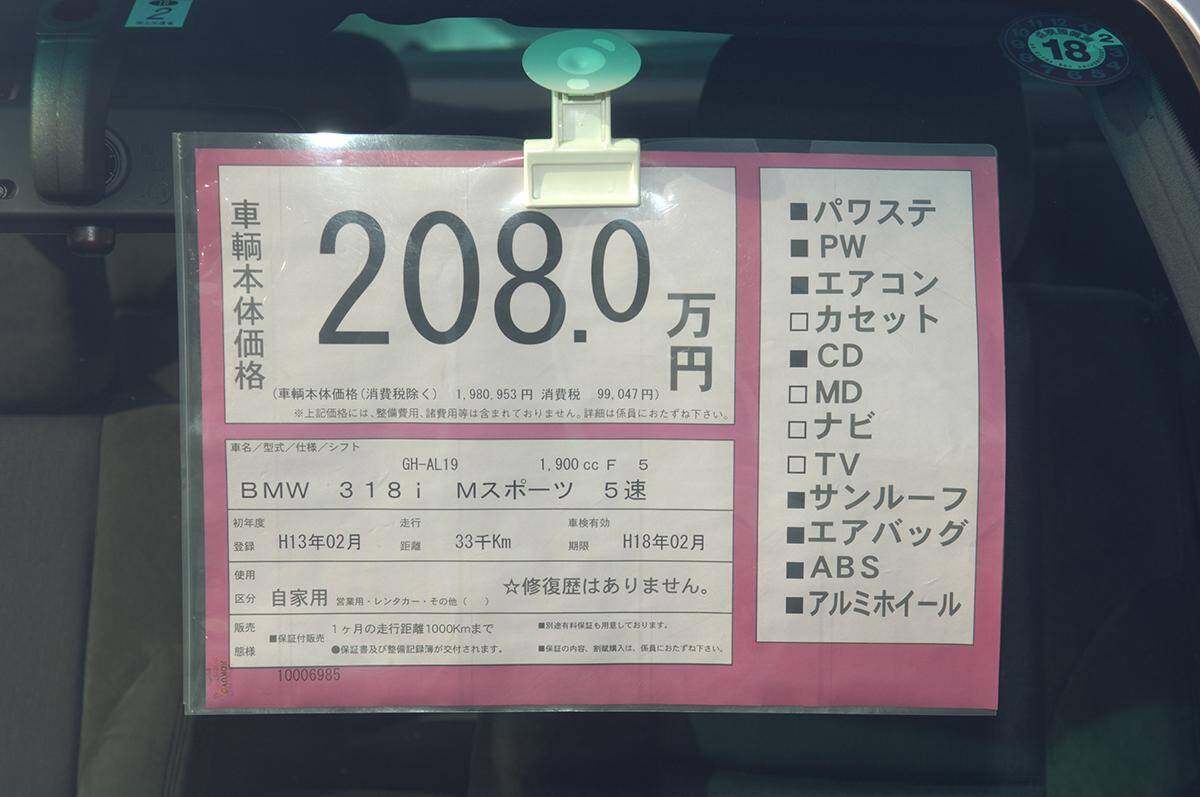 車輌本体価格
208.0
万円
(車輌本体価格(消費税除く) 1,980,953円 消費税 99,047円)
※上記価格には、整備費用、諸費用等は含まれておりません。詳細は係員におたずね下さい。
車名/型式/仕様/シフト
GH-AL19 1,900cc F 5
BMW 318i Mスポーツ 5速
初年度登録 H13年02月 走行距離 33千Km 車検有効期限 H18年02月
使用区分 自家用 営業用・レンタカー・その他( ) ☆修復歴はありません。
販売態様 ■保証付販売 1ヶ月の走行距離1000Kmまで ■別途有料保証も用意しております。
●保証書及び整備記録簿が交付されます。 ■保証の内容、割賦購入は、係員におたずね下さい。
10006985
■パワステ
■PW
■エアコン
□カセット
■CD
□MD
□ナビ
□TV
■サンルーフ
■エアバッグ
■ABS
■アルミホイール
2
18